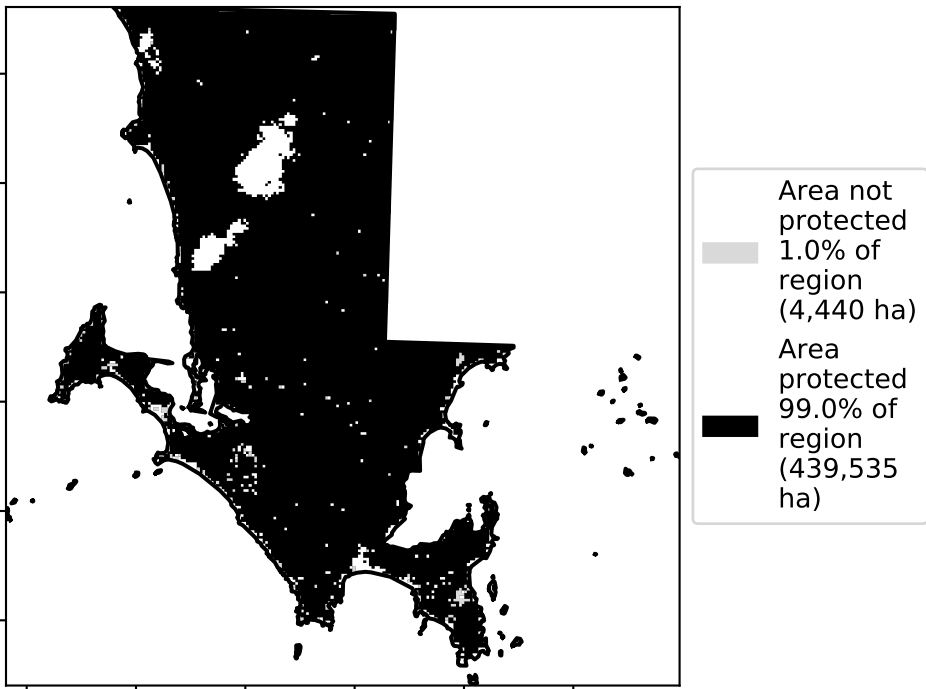 Area not
protected
1.0% of
region
(4,440 ha)
Area
protected
99.0% of
region
(439,535
ha)